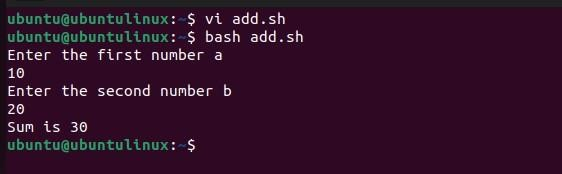 ubuntu@ubuntulinux:~$ vi add.sh
ubuntu@ubuntulinux:~$ bash add.sh
Enter the first number a
10
Enter the second number b
20
Sum is 30
ubuntu@ubuntulinux:~$